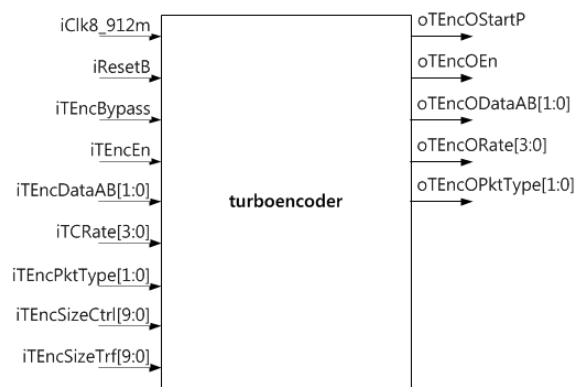 iClk8_912m
iResetB
iTEncBypass
iTEncEn
iTEncDataAB[1:0]
iTCRate[3:0]
iTEncPktType[1:0]
iTEncSizeCtrl[9:0]
iTEncSizeTrf[9:0]
turboencoder
oTEncOStartP
oTEncOEn
oTEncODataAB[1:0]
oTEncORate[3:0]
oTEncOPktType[1:0]